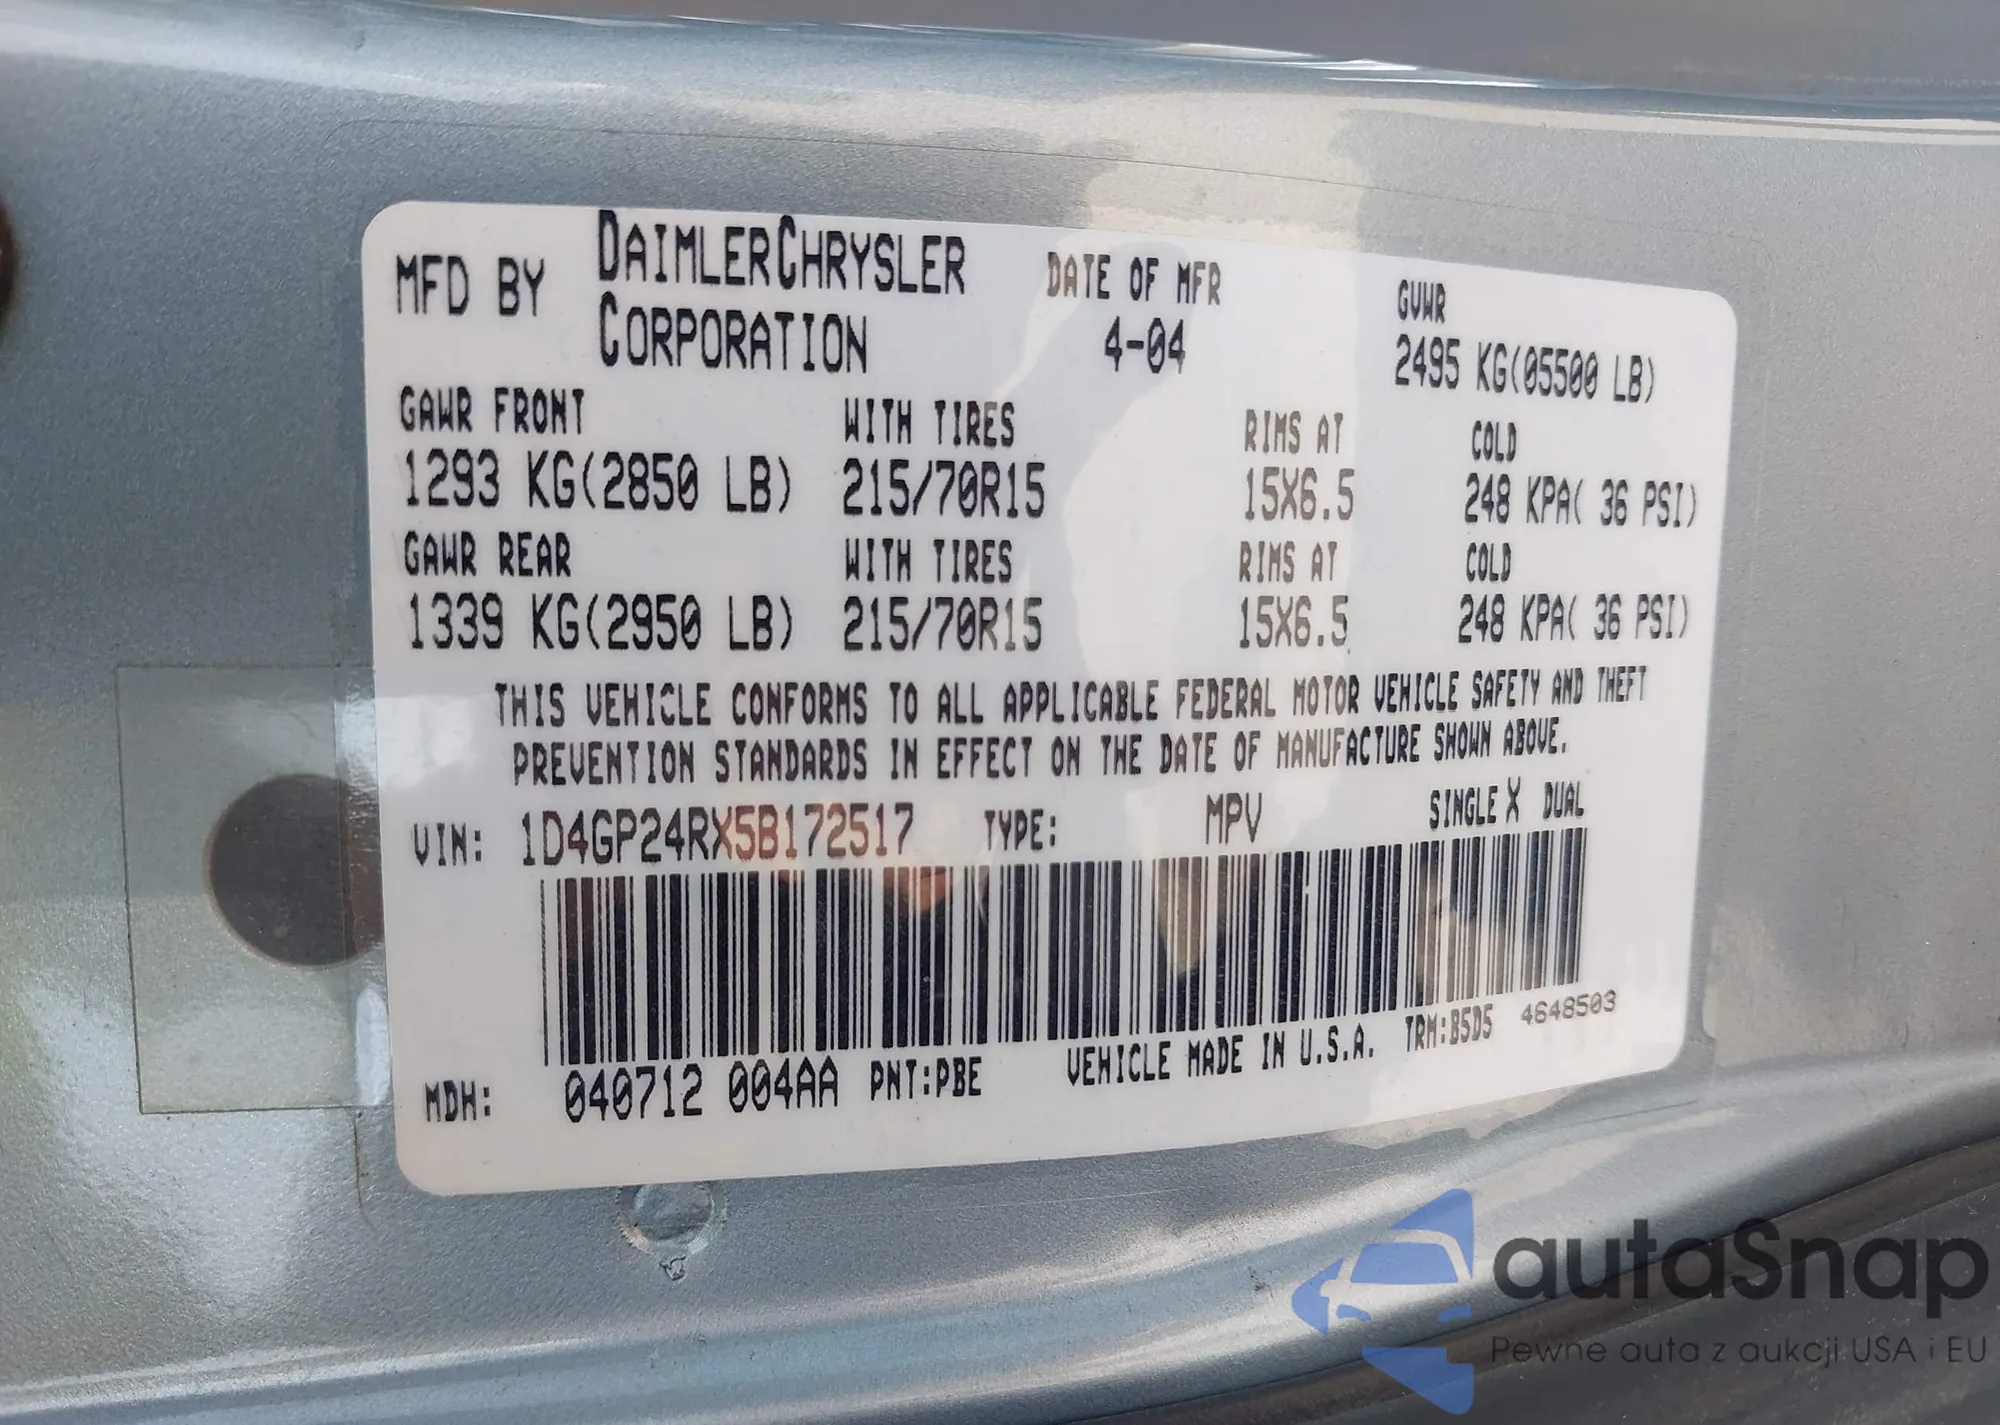 MFD BY DAIMLERCHRYSLER CORPORATION DATE OF MFR 4-04 GVWR 2495 KG(05500 LB)
GAWR FRONT WITH TIRES RIMS AT COLD
1293 KG(2850 LB) 215/70R15 15X6.5 248 KPA( 36 PSI)
GAWR REAR WITH TIRES RIMS AT COLD
1339 KG(2950 LB) 215/70R15 15X6.5 248 KPA( 36 PSI)
THIS VEHICLE CONFORMS TO ALL APPLICABLE FEDERAL MOTOR VEHICLE SAFETY AND THEFT
PREVENTION STANDARDS IN EFFECT ON THE DATE OF MANUFACTURE SHOWN ABOVE.
VIN: 1D4GP24RX5B172517 TYPE: MPV SINGLE X DUAL
MDH: 040712 004AA PNT:PBE VEHICLE MADE IN U.S.A. TRM:B5D5 4648503
autaSnap
Pewne auta z aukcji USA i EU